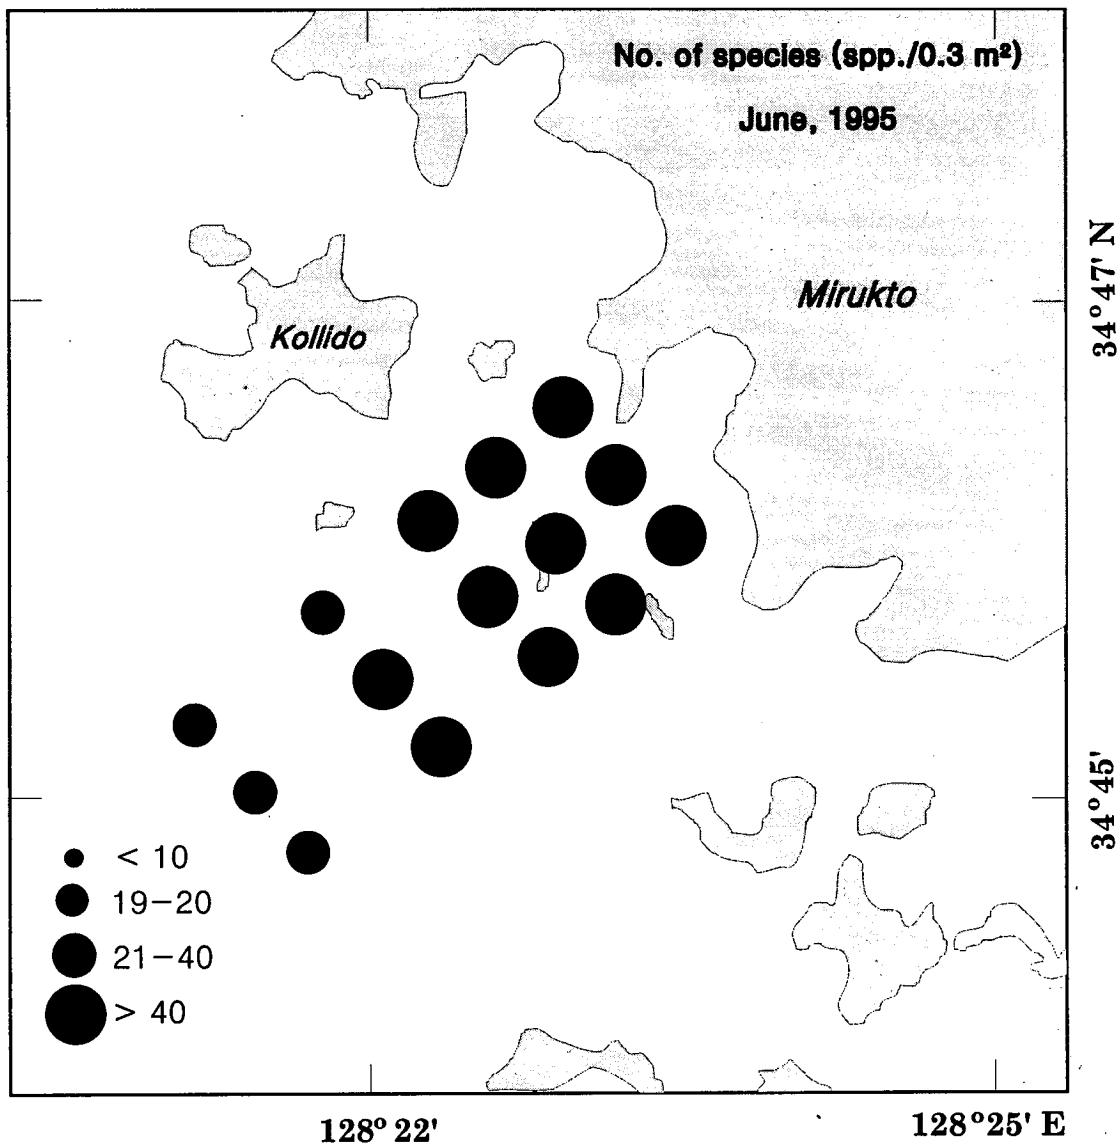 No. of species (spp./0.3 m²)
June, 1995
Mirukto
Kollido
34°47' N
34°45'
< 10
19-20
21-40
> 40
128° 22'
128°25' E